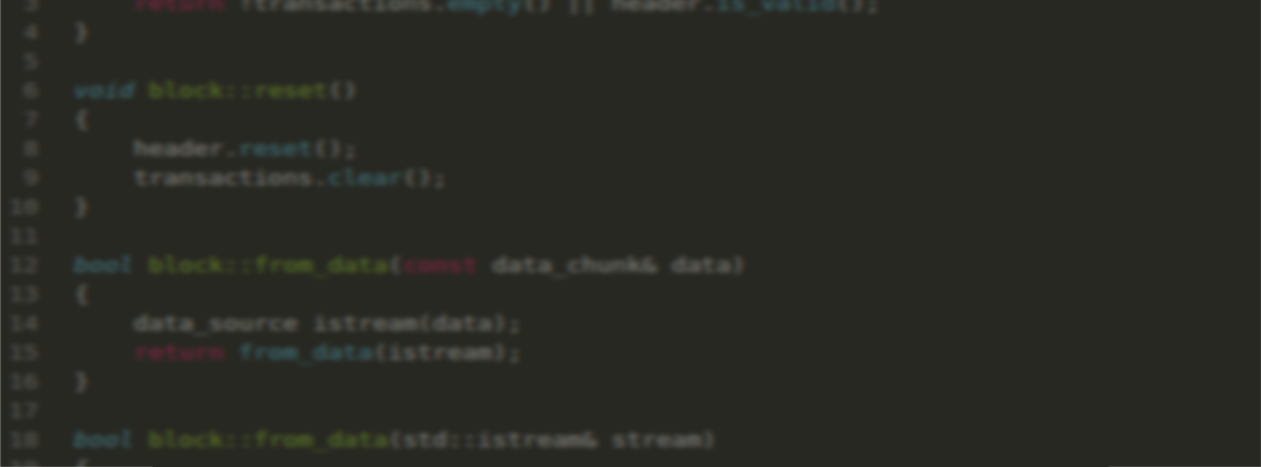 3 return !transactions.empty() || header.is_valid();
4 }
5
6 void block::reset()
7 {
8 header.reset();
9 transactions.clear();
10 }
11
12 bool block::from_data(const data_chunk& data)
13 {
14 data_source istream(data);
15 return from_data(istream);
16 }
17
18 bool block::from_data(std::istream& stream)
19 {